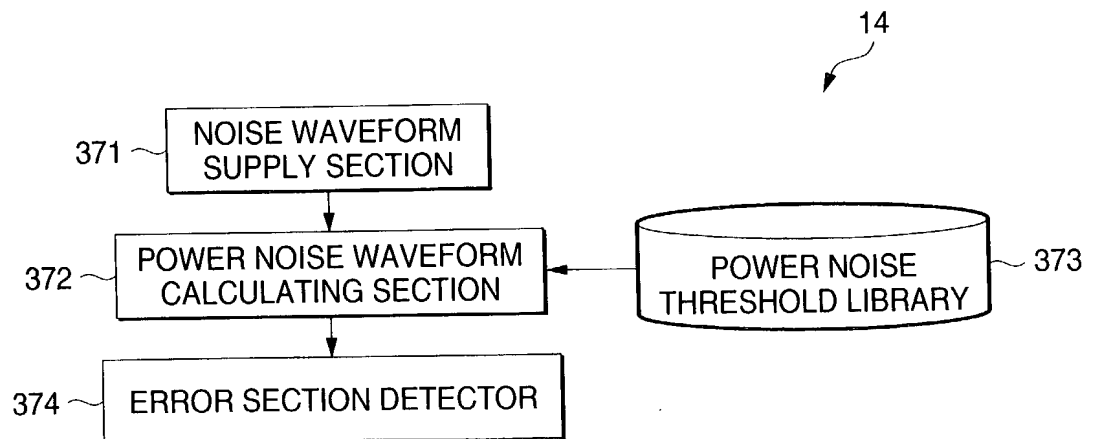 14
371
NOISE WAVEFORM
SUPPLY SECTION
372
POWER NOISE WAVEFORM
CALCULATING SECTION
POWER NOISE
THRESHOLD LIBRARY
373
374
ERROR SECTION DETECTOR